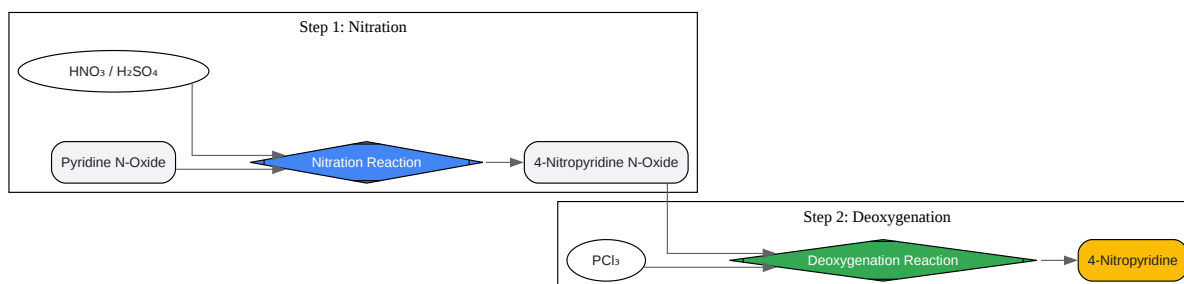 Step 1: Nitration
HNO₃ / H₂SO₄
Pyridine N-Oxide
Nitration Reaction
4-Nitropyridine N-Oxide
Step 2: Deoxygenation
PCl₃
Deoxygenation Reaction
4-Nitropyridine